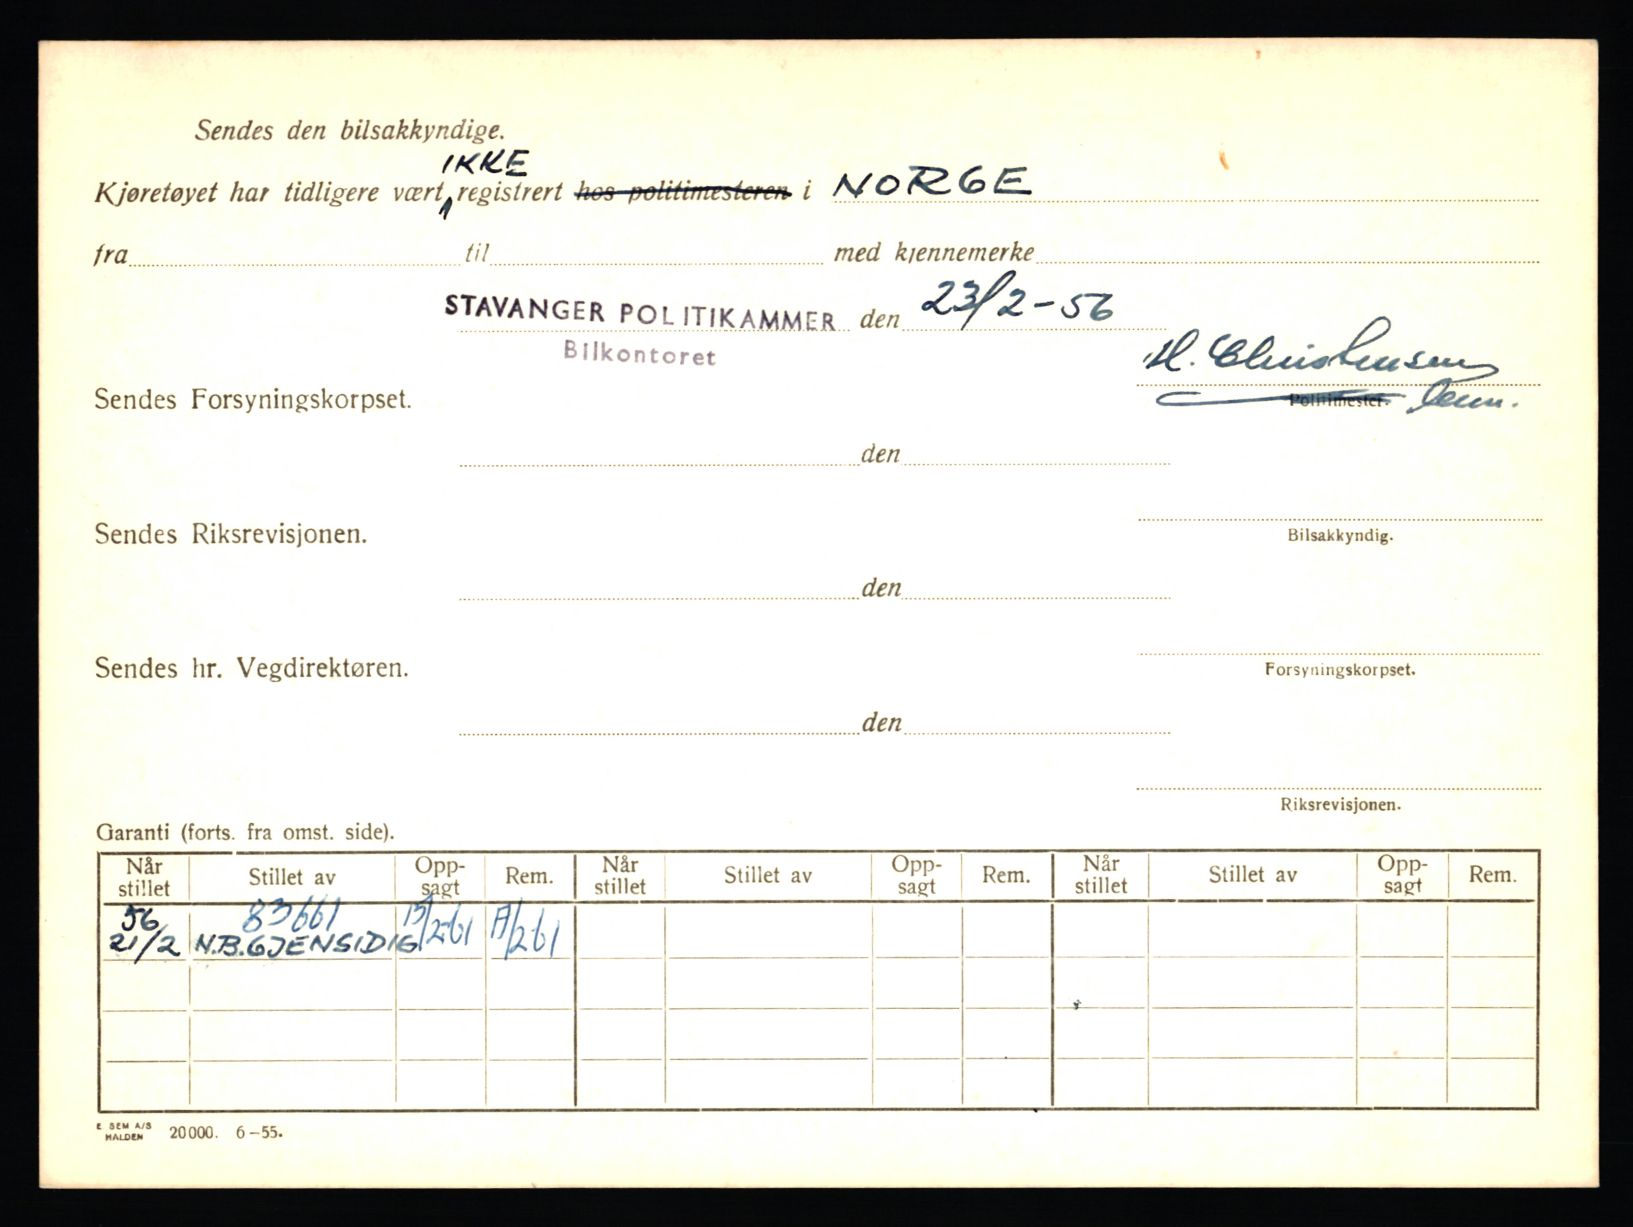 Sendes den bilsakkyndige.
IKKE
Kjøretøyet har tidligere vært registrert hos politimesteren i NORGE
fra til med kjennemerke
STAVANGER POLITIKAMMER den 23/2-56
Bilkontoret
H. Christensen
Sendes Forsyningskorpset. Politimester.
den
Sendes Riksrevisjonen. Bilsakkyndig.
den
Sendes hr. Vegdirektøren. Forsyningskorpset.
den
Riksrevisjonen.
Garanti (forts. fra omst. side).
Når stillet Stillet av Opp-sagt Rem. Når stillet Stillet av Opp-sagt Rem. Når stillet Stillet av Opp-sagt Rem.
56 83661
21/2 N.B.GJENSIDIG
E. SEM A/S
HALDEN 20000. 6-55.